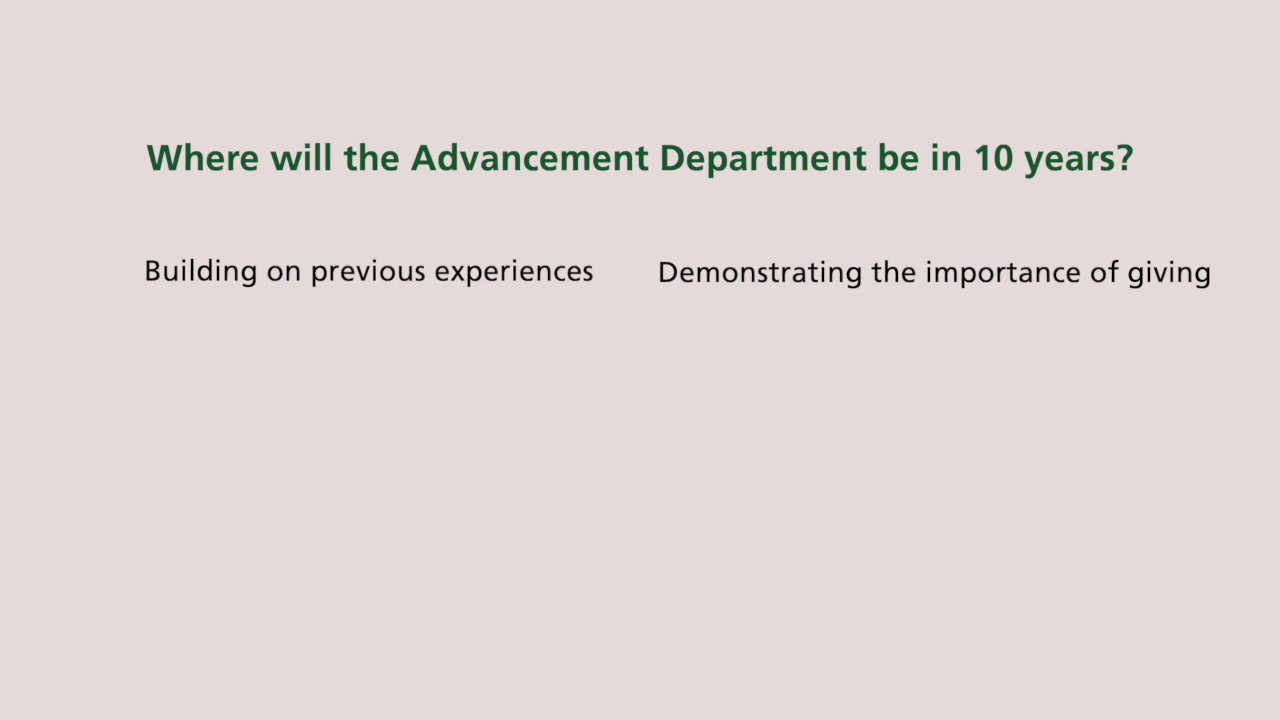 Where will the Advancement Department be in 10 years?
Building on previous experiences
Demonstrating the importance of giving